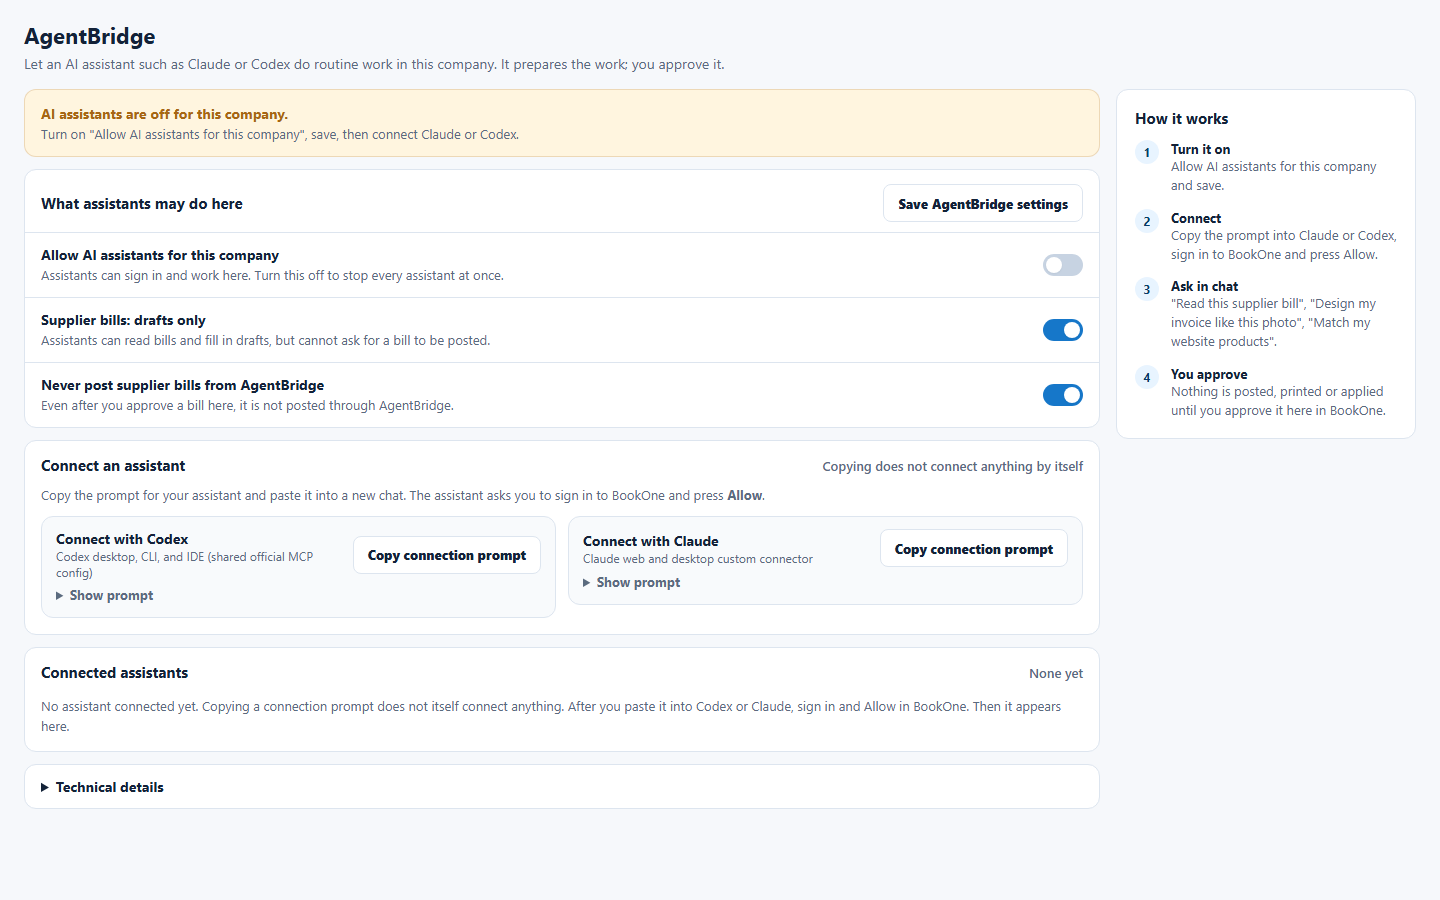 AgentBridge
Let an AI assistant such as Claude or Codex do routine work in this company. It prepares the work; you approve it.
AI assistants are off for this company.
Turn on "Allow AI assistants for this company", save, then connect Claude or Codex.
What assistants may do here
Save AgentBridge settings
Allow AI assistants for this company
Assistants can sign in and work here. Turn this off to stop every assistant at once.
Supplier bills: drafts only
Assistants can read bills and fill in drafts, but cannot ask for a bill to be posted.
Never post supplier bills from AgentBridge
Even after you approve a bill here, it is not posted through AgentBridge.
Connect an assistant
Copying does not connect anything by itself
Copy the prompt for your assistant and paste it into a new chat. The assistant asks you to sign in to BookOne and press Allow.
Connect with Codex
Codex desktop, CLI, and IDE (shared official MCP
config)
Show prompt
Copy connection prompt
Connect with Claude
Claude web and desktop custom connector
Show prompt
Copy connection prompt
Connected assistants
None yet
No assistant connected yet. Copying a connection prompt does not itself connect anything. After you paste it into Codex or Claude, sign in and Allow in BookOne. Then it appears
here.
Technical details
How it works
1
Turn it on
Allow AI assistants for this company
and save.
2
Connect
Copy the prompt into Claude or Codex,
sign in to BookOne and press Allow.
3
Ask in chat
"Read this supplier bill", "Design my
invoice like this photo", "Match my
website products".
4
You approve
Nothing is posted, printed or applied
until you approve it here in BookOne.